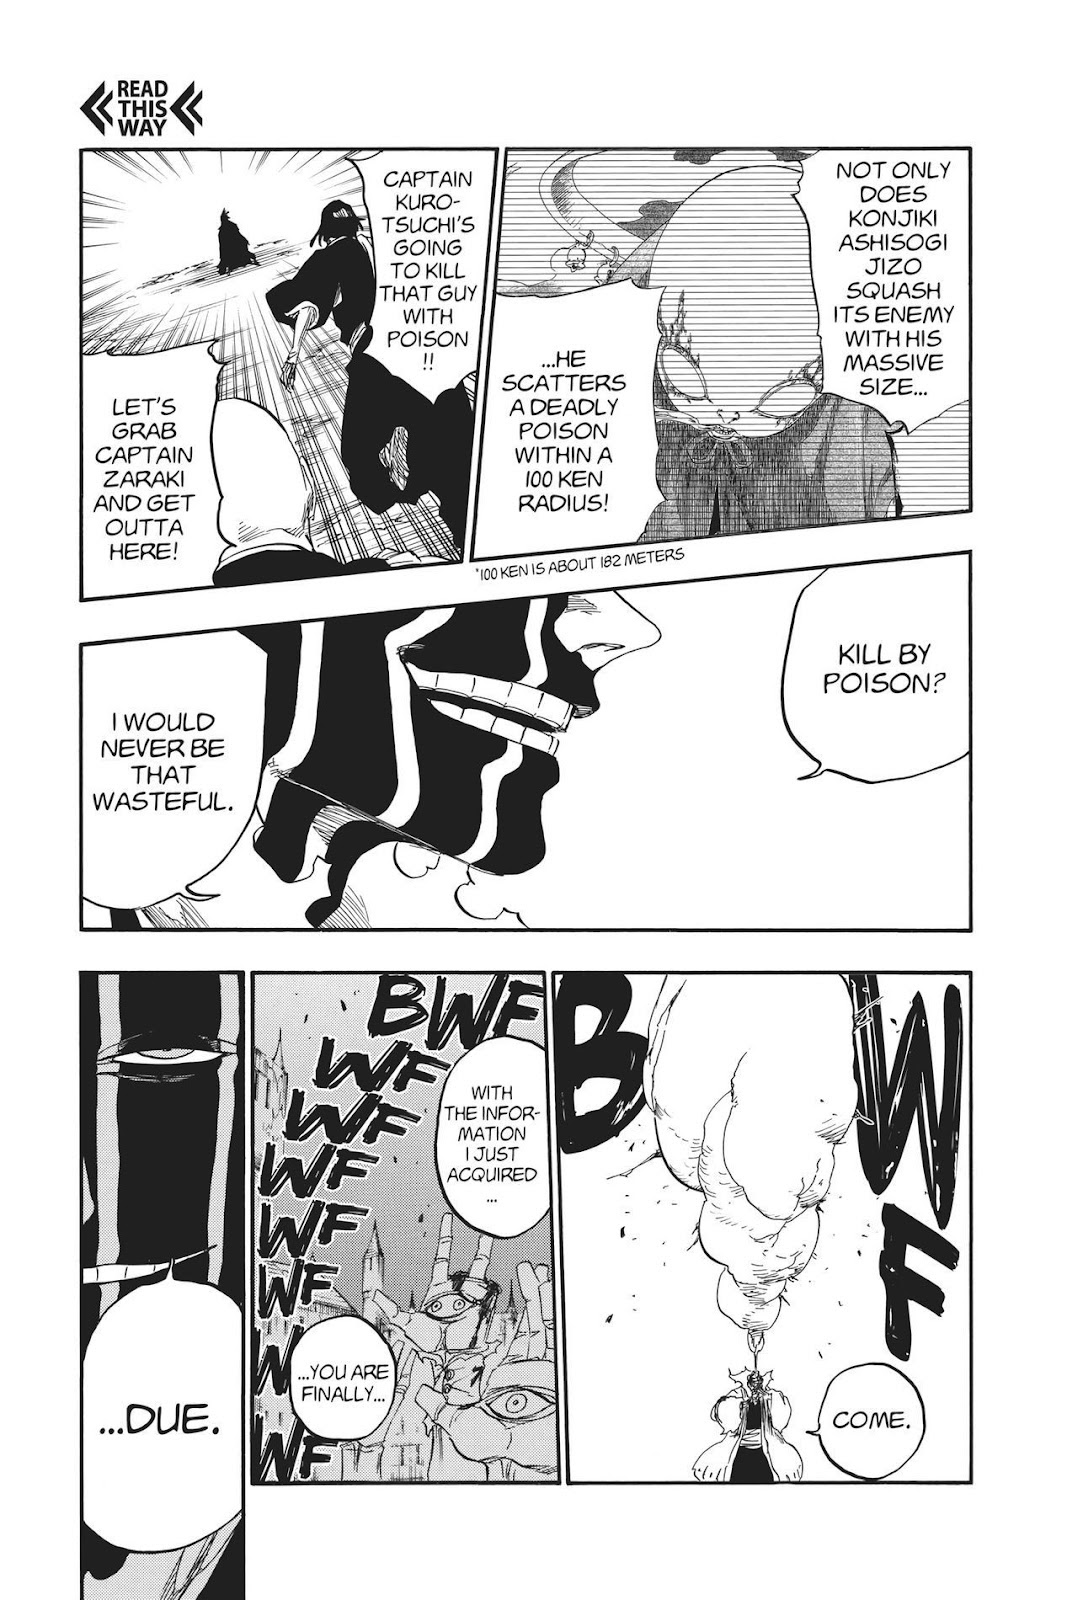 READ
THIS
WAY
NOT ONLY
DOES
KONJIKI
ASHISOGI
JIZO
SQUASH
ITS ENEMY
WITH HIS
MASSIVE
SIZE...
...HE
SCATTERS
A DEADLY
POISON
WITHIN A
100 KEN
RADIUS!
*100 KEN IS ABOUT 182 METERS
CAPTAIN
KURO-
TSUCHI'S
GOING
TO KILL
THAT GUY
WITH
POISON
!!
LET'S
GRAB
CAPTAIN
ZARAKI
AND GET
OUTTA
HERE!
KILL BY
POISON?
I WOULD
NEVER BE
THAT
WASTEFUL.
BWF
COME.
BWF
WF
WF
WF
WF
WF
WF
WF
WITH
THE INFOR-
MATION
I JUST
ACQUIRED
...
...YOU ARE
FINALLY...
...DUE.